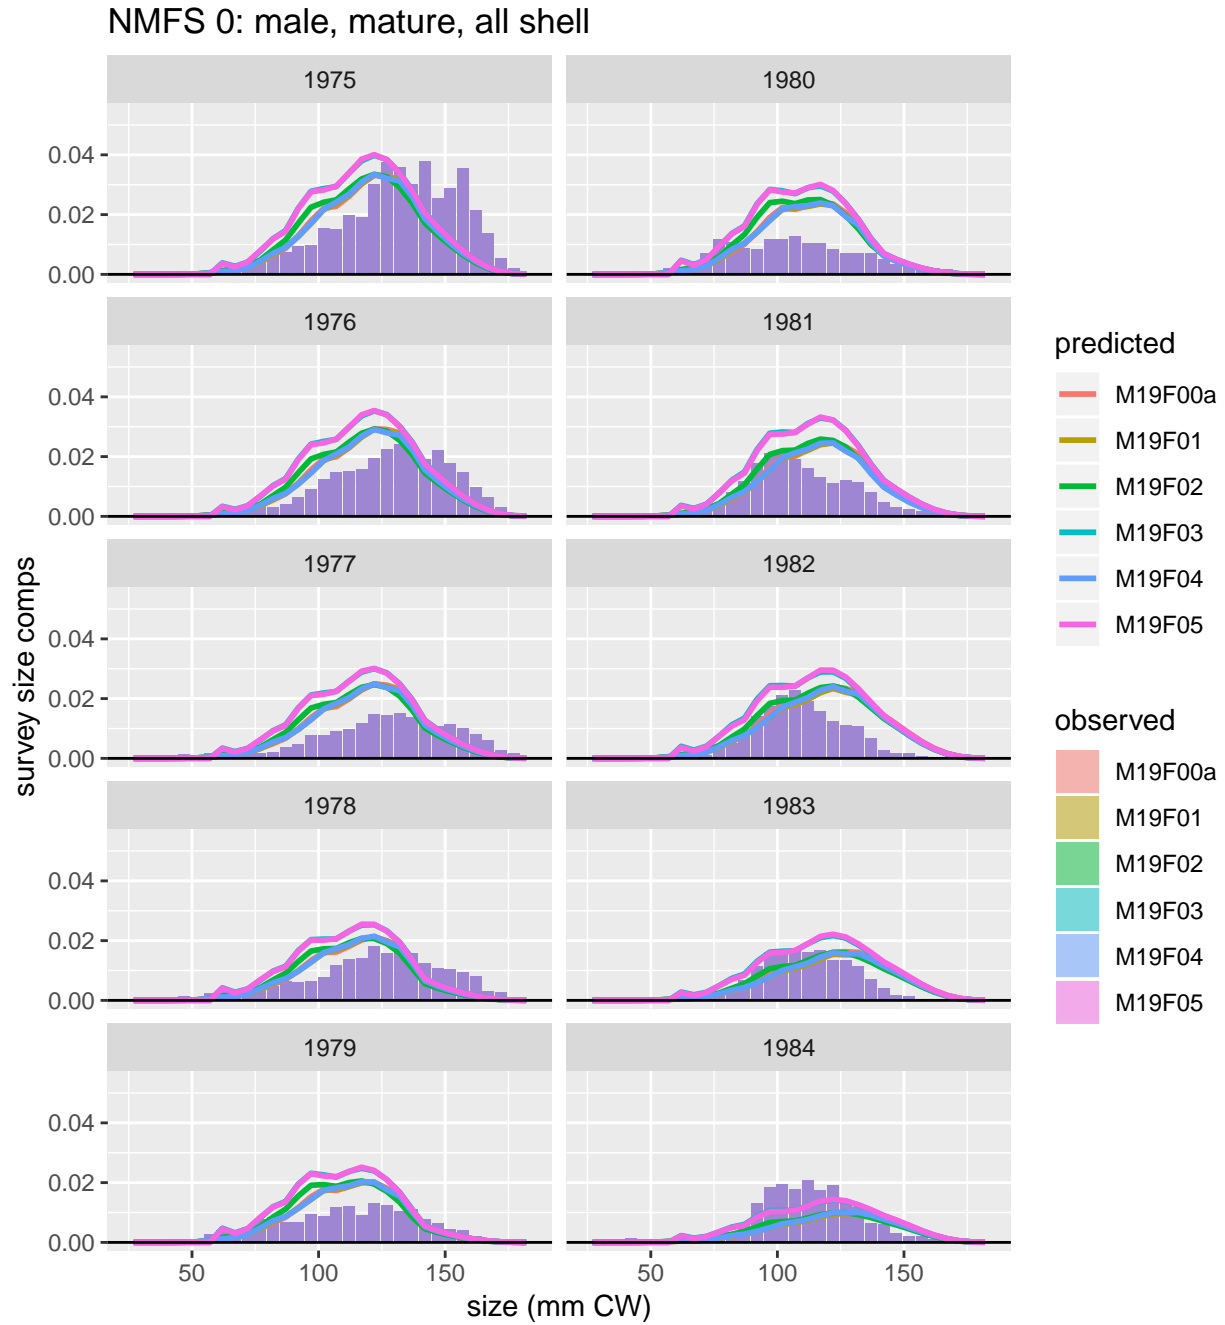 NMFS 0: male, mature, all shell
1975
1980
0.04
0.02
0.00
1976
1981
0.04
0.02
0.00
1977
1982
0.04
0.02
0.00
1978
1983
0.04
0.02
0.00
1979
1984
0.04
0.02
0.00
50 100 150
50 100 150
size (mm CW)
survey size comps
predicted
M19F00a
M19F01
M19F02
M19F03
M19F04
M19F05
observed
M19F00a
M19F01
M19F02
M19F03
M19F04
M19F05